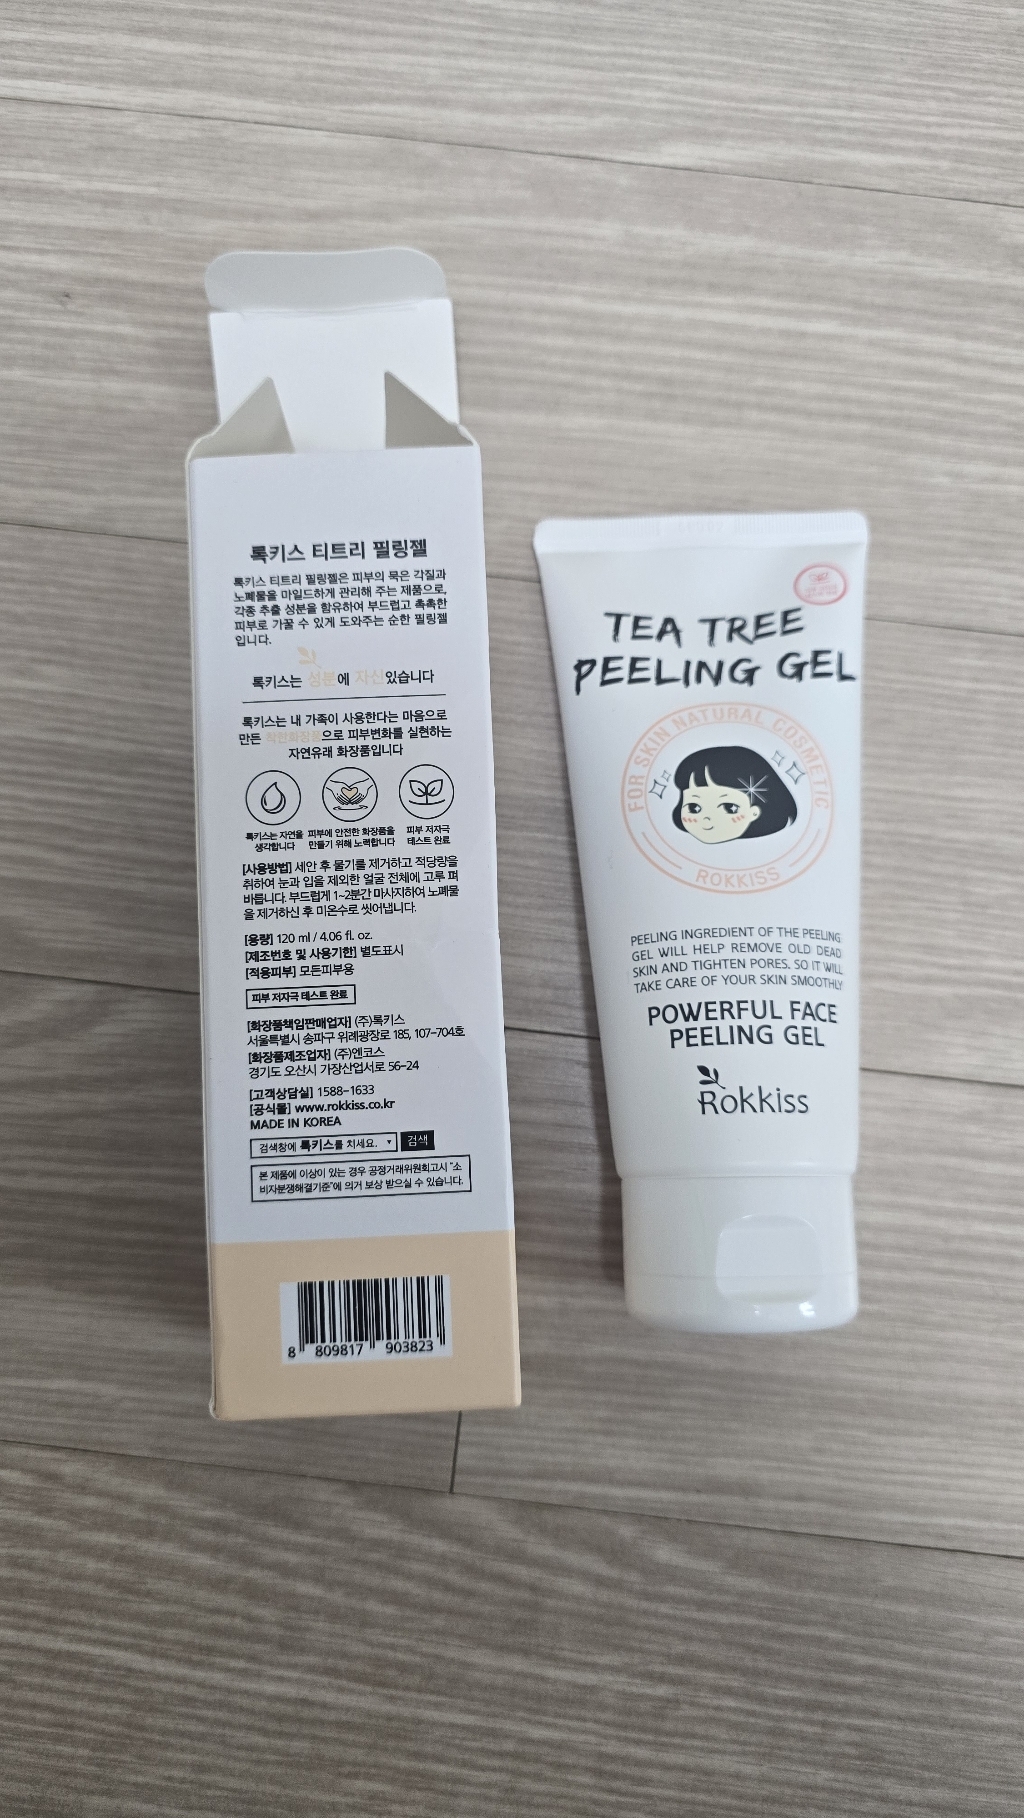 록키스 티트리 필링젤
록키스 티트리 필링젤은 피부의 묵은 각질과
노폐물을 마일드하게 관리해 주는 제품으로,
각종 추출 성분을 함유하여 부드럽고 촉촉한
피부로 가꿀 수 있게 도와주는 순한 필링젤
입니다.
록키스는 성분에 자신있습니다
록키스는 내 가족이 사용한다는 마음으로
만든 착한화장품으로 피부변화를 실현하는
자연유래 화장품입니다
록키스는 자연을
생각합니다
피부에 안전한 화장품을
만들기 위해 노력합니다
피부 저자극
테스트 완료
[사용방법] 세안 후 물기를 제거하고 적당량을
취하여 눈과 입을 제외한 얼굴 전체에 고루 펴
바릅니다. 부드럽게 1~2분간 마사지하여 노폐물
을 제거하신 후 미온수로 씻어냅니다.
[용량] 120 ml / 4.06 fl. oz.
[제조번호 및 사용기한] 별도표시
[적용피부] 모든피부용
피부 저자극 테스트 완료
[화장품책임판매업자] (주)록키스
서울특별시 송파구 위례광장로 185, 107-704호
[화장품제조업자] (주)엔코스
경기도 오산시 가장산업서로 56-24
[고객상담실] 1588-1633
[공식몰] www.rokkiss.co.kr
MADE IN KOREA
검색창에 록키스를 치세요. 검색
본 제품에 이상이 있는 경우 공정거래위원회고시 "소
비자분쟁해결기준"에 의거 보상 받으실 수 있습니다.
8 809817 903823
TEA TREE
PEELING GEL
FOR SKIN NATURAL COSMETIC
ROKKISS
PEELING INGREDIENT OF THE PEELING
GEL WILL HELP REMOVE OLD DEAD
SKIN AND TIGHTEN PORES. SO IT WILL
TAKE CARE OF YOUR SKIN SMOOTHLY
POWERFUL FACE
PEELING GEL
Rokkiss